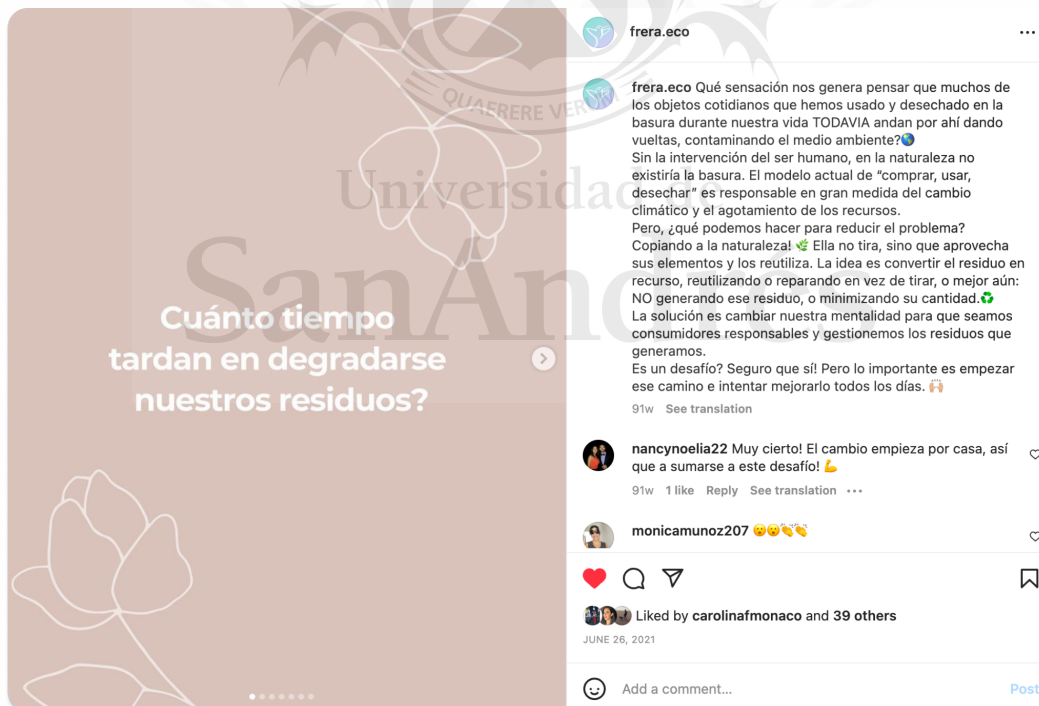 QUAERERE VER
Universidad de
SanAndrés
Cuánto tiempo
tardan en degradarse
nuestros residuos?
frera.eco
frera.eco Qué sensación nos genera pensar que muchos de
los objetos cotidianos que hemos usado y desechado en la
basura durante nuestra vida TODAVIA andan por ahí dando
vueltas, contaminando el medio ambiente?🌎
Sin la intervención del ser humano, en la naturaleza no
existiría la basura. El modelo actual de “comprar, usar,
desechar” es responsable en gran medida del cambio
climático y el agotamiento de los recursos.
Pero, ¿qué podemos hacer para reducir el problema?
Copiando a la naturaleza! 🌿 Ella no tira, sino que aprovecha
sus elementos y los reutiliza. La idea es convertir el residuo en
recurso, reutilizando o reparando en vez de tirar, o mejor aún:
NO generando ese residuo, o minimizando su cantidad.♻️
La solución es cambiar nuestra mentalidad para que seamos
consumidores responsables y gestionemos los residuos que
generamos.
Es un desafío? Seguro que sí! Pero lo importante es empezar
ese camino e intentar mejorarlo todos los días. 🙌🏼
91w See translation
nancynoelia22 Muy cierto! El cambio empieza por casa, así
que a sumarse a este desafío! 💪
91w 1 like Reply See translation
monicamunoz207 😮😮👏👏
Liked by carolinafmonaco and 39 others
JUNE 26, 2021
Add a comment...
Post